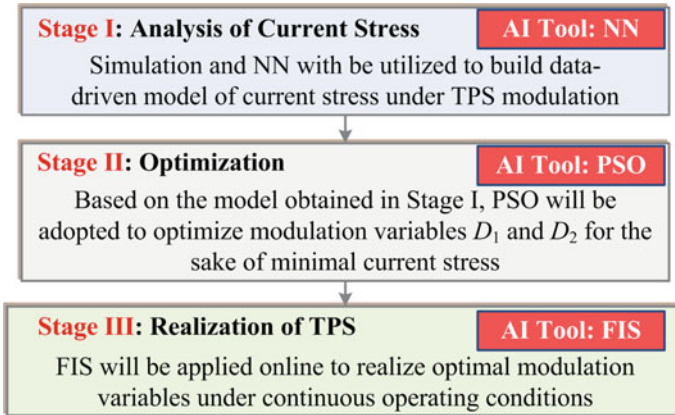 Stage I: Analysis of Current Stress
AI Tool: NN
Simulation and NN with be utilized to build data-
driven model of current stress under TPS modulation
Stage II: Optimization
AI Tool: PSO
Based on the model obtained in Stage I, PSO will be
adopted to optimize modulation variables D1 and D2 for the
sake of minimal current stress
Stage III: Realization of TPS
AI Tool: FIS
FIS will be applied online to realize optimal modulation
variables under continuous operating conditions